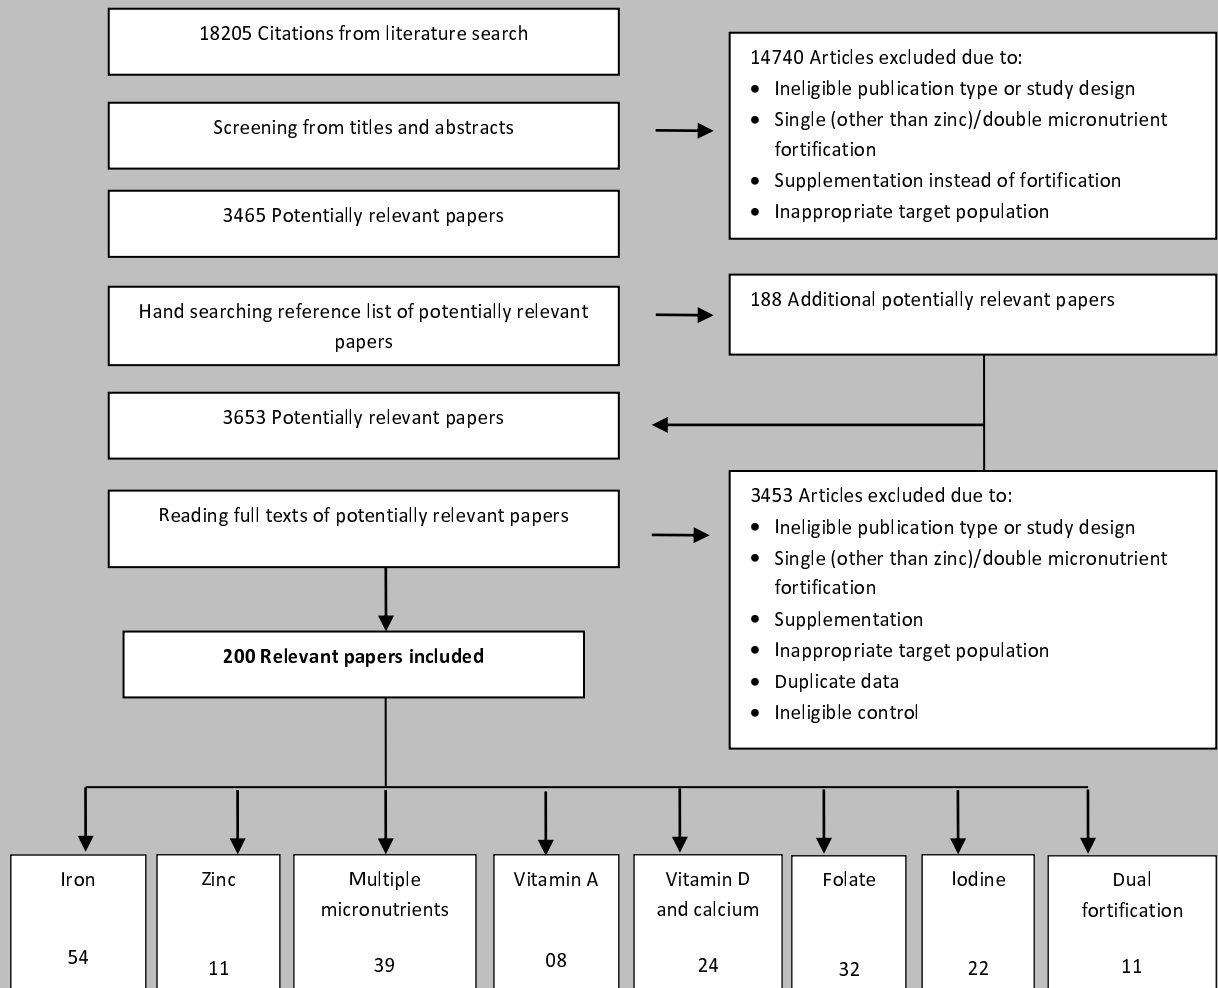 18205 Citations from literature search
14740 Articles excluded due to:
• Ineligible publication type or study design
• Single (other than zinc)/double micronutrient
fortification
• Supplementation instead of fortification
• Inappropriate target population
Screening from titles and abstracts
3465 Potentially relevant papers
Hand searching reference list of potentially relevant
papers
188 Additional potentially relevant papers
3653 Potentially relevant papers
Reading full texts of potentially relevant papers
3453 Articles excluded due to:
• Ineligible publication type or study design
• Single (other than zinc)/double micronutrient
fortification
• Supplementation
• Inappropriate target population
• Duplicate data
• Ineligible control
200 Relevant papers included
Iron
54
Zinc
11
Multiple
micronutrients
39
Vitamin A
08
Vitamin D
and calcium
24
Folate
32
Iodine
22
Dual
fortification
11